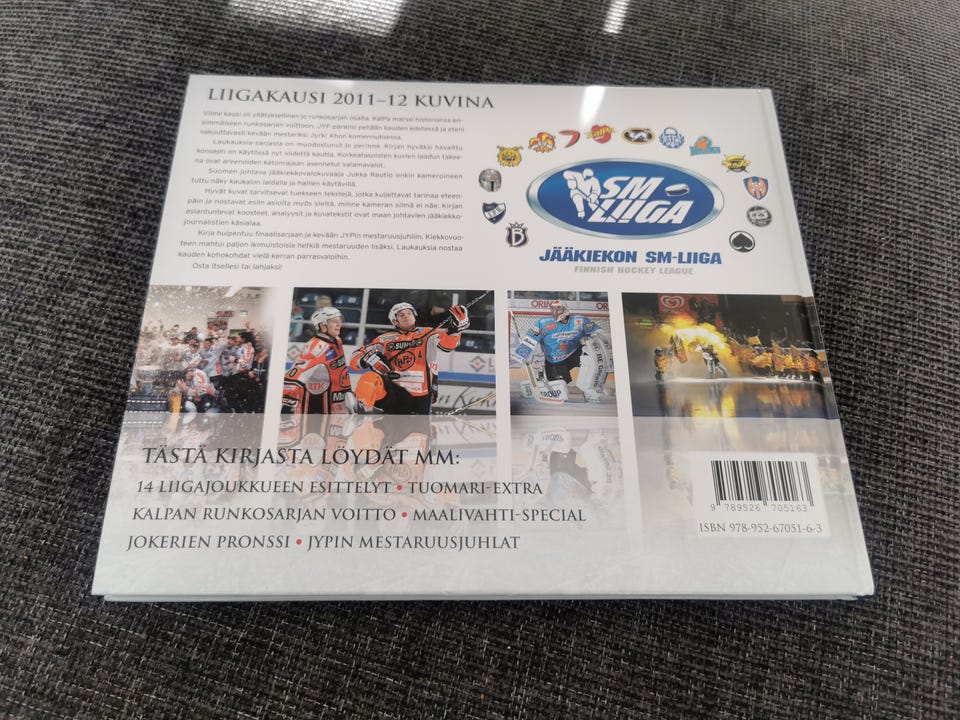 LIIGAKAUSI 2011–12 KUVINA
Viime kausi oli yllätyksellinen jo runkosarjan osalta. KalPa marssi historiansa en-
simmäiseen runkosarjan voittoon. JYP paransi peliään kauden edetessä ja eteni
vakuuttavasti kevään mestariksi Jyrki Ahon komennuksessa.
Laukauksia-sarjasta on muodostunut jo perinne. Kirjan hyväksi havaittu
konsepti on käytössä nyt viidettä kautta. Korkeatasoisten kuvien laadun takee-
na ovat areenoiden katonrajaan asennetut salamavalot.
Suomen johtava jääkiekkovalokuvaaja Jukka Rautio onkin kameroineen
tuttu näky kaukalon laidalla ja hallien käytävillä.
Hyvät kuvat tarvitsevat tuekseen tekstejä, jotka kuljettavat tarinaa eteen-
päin ja nostavat esiin asioita myös sieltä, minne kameran silmä ei näe. Kirjan
asiantuntevat koosteet, analyysit ja kuvatekstit ovat maan johtavien jääkiekko-
journalistien käsialaa.
Kirja huipentuu finaalisarjaan ja kevään JYPin mestaruusjuhliin. Kiekkovuo-
teen mahtui paljon ikimuistoisia hetkiä mestaruuden lisäksi. Laukauksia nostaa
kauden kohokohdat vielä kerran parrasvaloihin.
Osta itsellesi tai lahjaksi!
SM
LIIGA
JÄÄKIEKON SM-LIIGA
FINNISH HOCKEY LEAGUE
TÄSTÄ KIRJASTA LÖYDÄT MM:
14 LIIGAJOUKKUEEN ESITTELYT • TUOMARI-EXTRA
KALPAN RUNKOSARJAN VOITTO • MAALIVAHTI-SPECIAL
JOKERIEN PRONSSI • JYPIN MESTARUUSJUHLAT
9 789526 705163
ISBN 978-952-67051-6-3